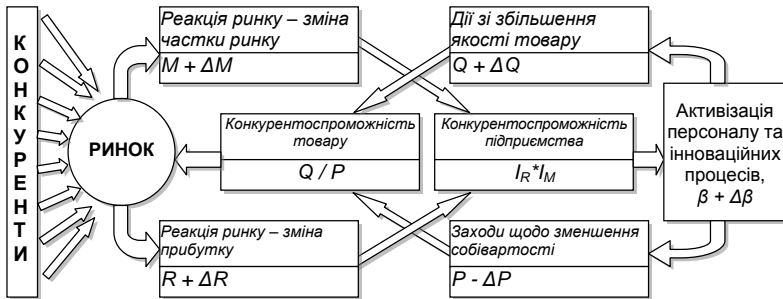 КОНКУРЕНТИ
РИНОК
Реакція ринку – зміна
частки ринку
M + ΔM
Дії зі збільшення
якості товару
Q + ΔQ
Конкурентоспроможність
товару
Q / P
Конкурентоспроможність
підприємства
I_R*I_M
Активізація
персоналу та
інноваційних
процесів,
β + Δβ
Реакція ринку – зміна
прибутку
R + ΔR
Заходи щодо зменшення
собівартості
P - ΔP